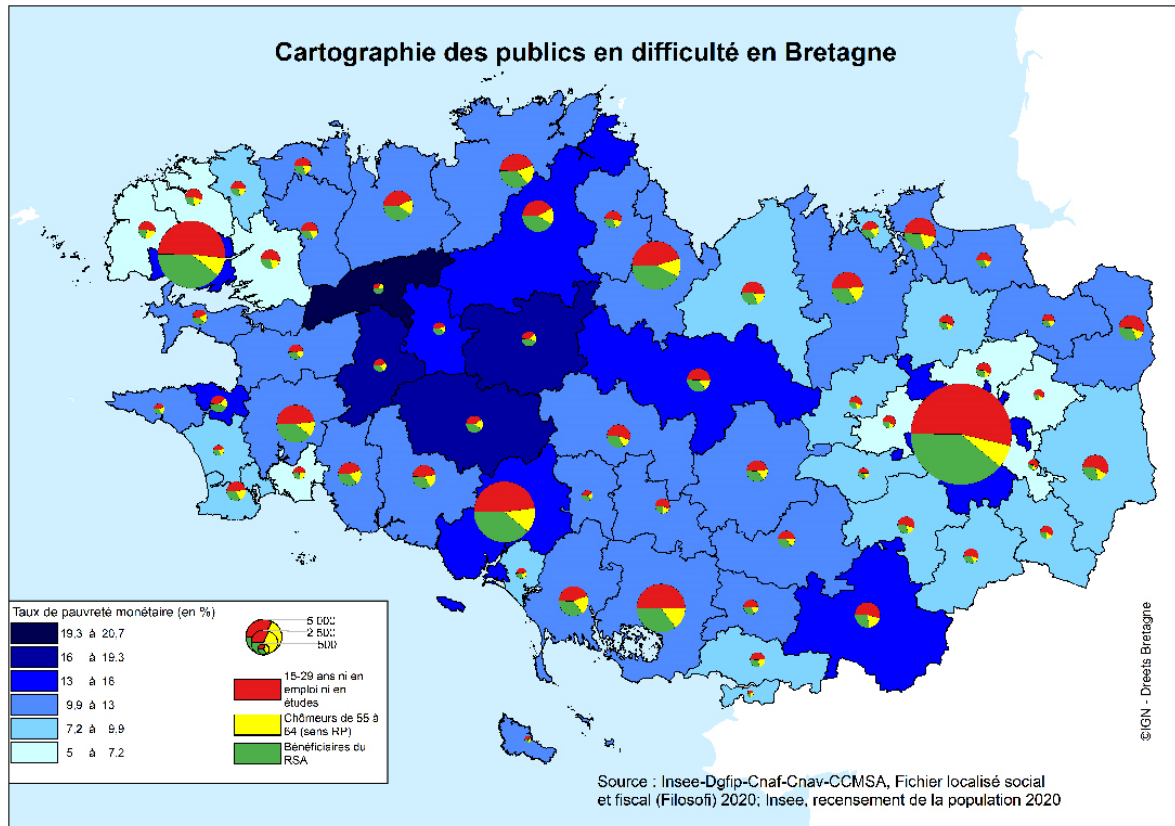 Cartographie des publics en difficulté en Bretagne
Taux de pauvreté monétaire (en %)
19.3 à 20.7
16 à 19.3
13 à 16
9.9 à 13
7.2 à 9.9
5 à 7.2
5 000
2 500
500
15-29 ans ni en
emploi ni en
études
Chômeurs de 55 à
64 (sans RP)
Bénéficisires du
RSA
©IGN - Dreets Bretagne
Source : Insee-Dgfip-Cnaf-Cnav-CCMSA, Fichier localisé social
et fiscal (Filosofi) 2020; Insee, recensement de la population 2020